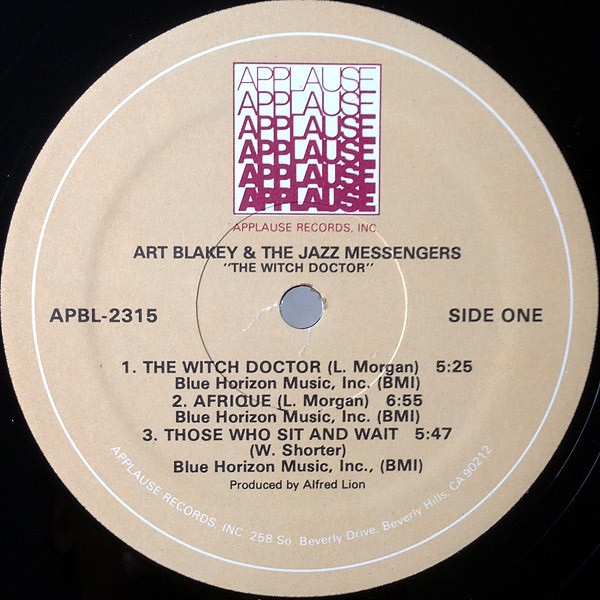 APPLAUSE
APPLAUSE
APPLAUSE
APPLAUSE
APPLAUSE
APPLAUSE
APPLAUSE RECORDS, INC
ART BLAKEY & THE JAZZ MESSENGERS
"THE WITCH DOCTOR"
APBL-2315
SIDE ONE
1. THE WITCH DOCTOR (L. Morgan) 5:25
Blue Horizon Music, Inc. (BMI)
2. AFRIQUE (L. Morgan) 6:55
Blue Horizon Music, Inc. (BMI)
3. THOSE WHO SIT AND WAIT 5:47
(W. Shorter)
Blue Horizon Music, Inc., (BMI)
Produced by Alfred Lion
APPLAUSE RECORDS, INC 258 So. Beverly Drive, Beverly Hills, CA 90212